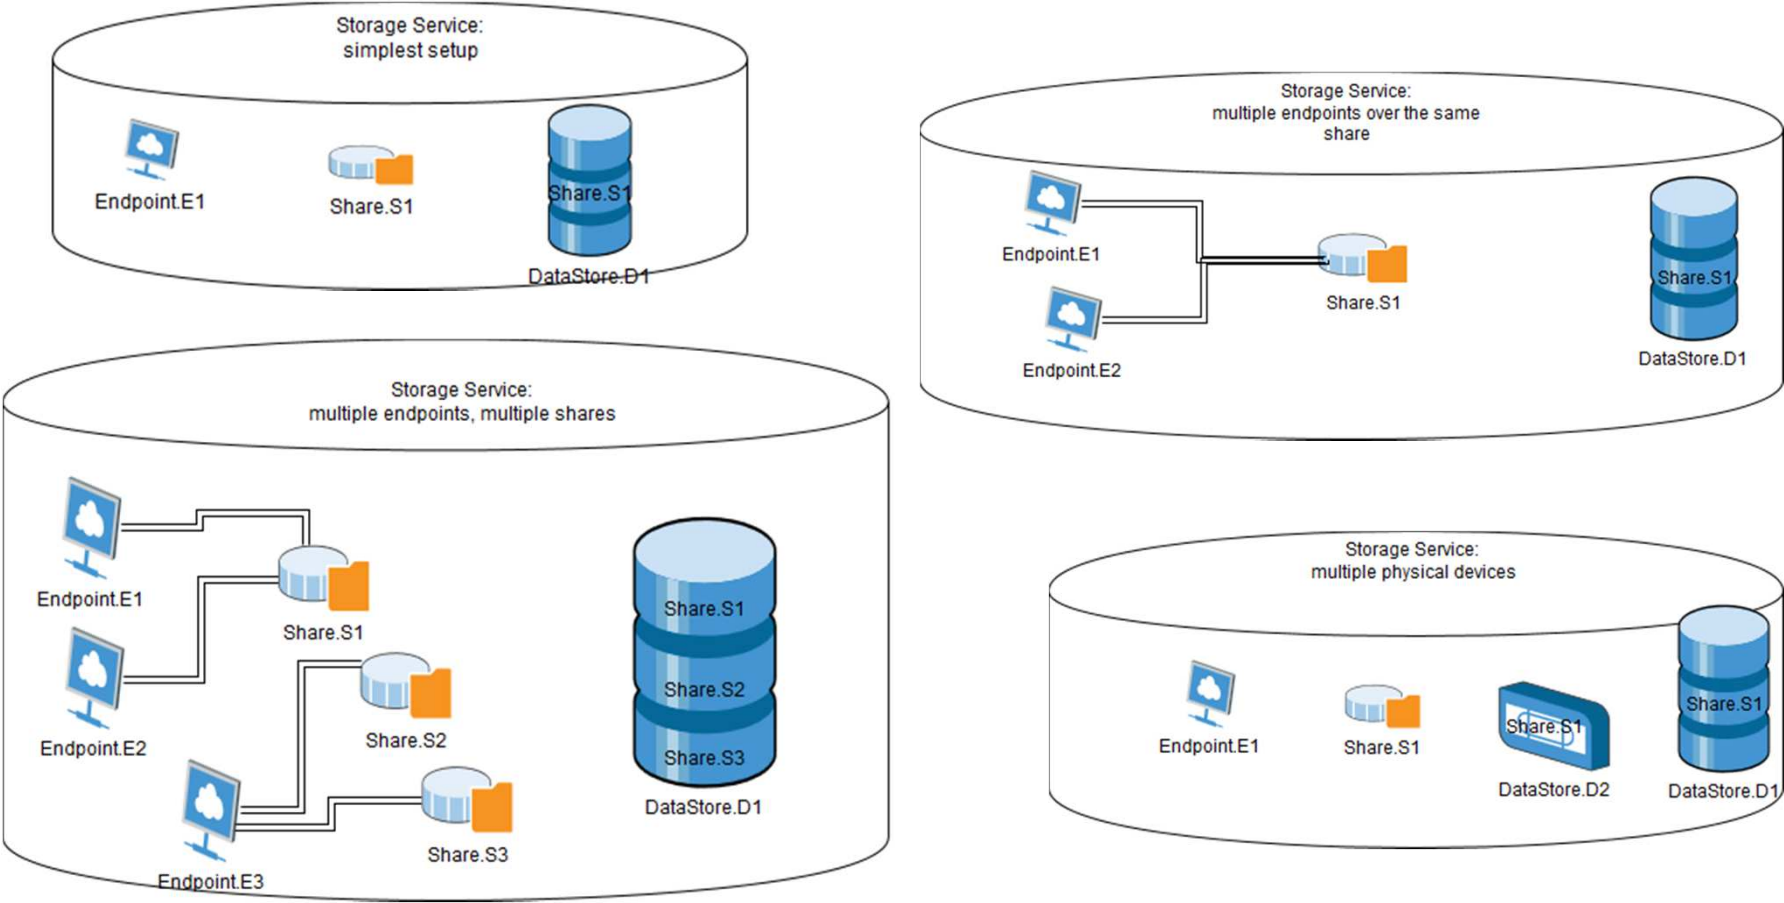 Storage Service:
simplest setup
Endpoint.E1
Share.S1
Share.S1
DataStore.D1
Storage Service:
multiple endpoints over the same
share
Endpoint.E1
Endpoint.E2
Share.S1
Share.S1
DataStore.D1
Storage Service:
multiple endpoints, multiple shares
Endpoint.E1
Share.S1
Endpoint.E2
Share.S2
Endpoint.E3
Share.S3
Share.S1
Share.S2
Share.S3
DataStore.D1
Storage Service:
multiple physical devices
Endpoint.E1
Share.S1
Share.S1
DataStore.D2
Share.S1
DataStore.D1